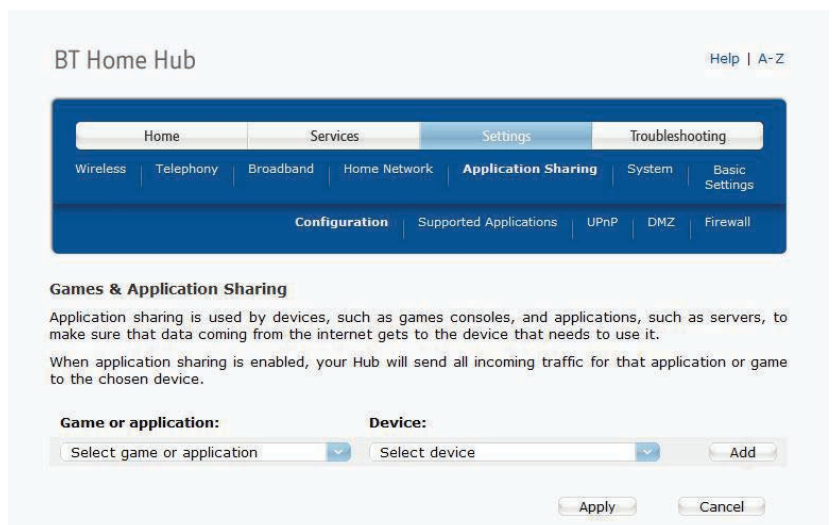 BT Home Hub
Help | A-Z
Home Services Settings Troubleshooting
Wireless | Telephony | Broadband | Home Network | Application Sharing | System | Basic Settings
Configuration | Supported Applications | UPnP | DMZ | Firewall
Games & Application Sharing
Application sharing is used by devices, such as games consoles, and applications, such as servers, to
make sure that data coming from the internet gets to the device that needs to use it.
When application sharing is enabled, your Hub will send all incoming traffic for that application or game
to the chosen device.
Game or application: Device:
Select game or application Select device Add
Apply Cancel